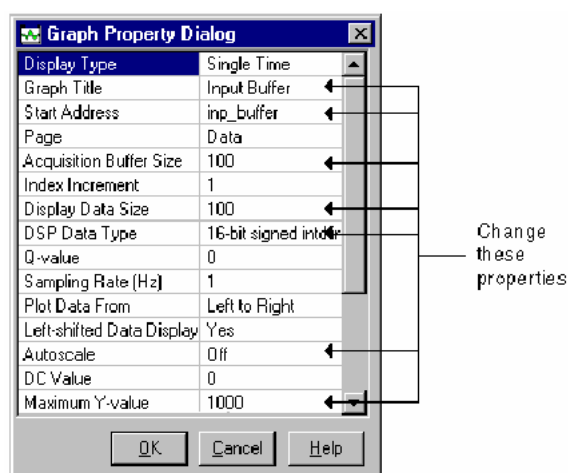 Graph Property Dialog
Display Type Single Time
Graph Title Input Buffer
Start Address inp_buffer
Page Data
Acquisition Buffer Size 100
Index Increment 1
Display Data Size 100
DSP Data Type 16-bit signed
Q-value 0
Sampling Rate (Hz) 1
Plot Data From Left to Right
Left-shifted Data Display Yes
Autoscale Off
DC Value 0
Maximum Y-value 1000
OK Cancel Help
Change
these
properties